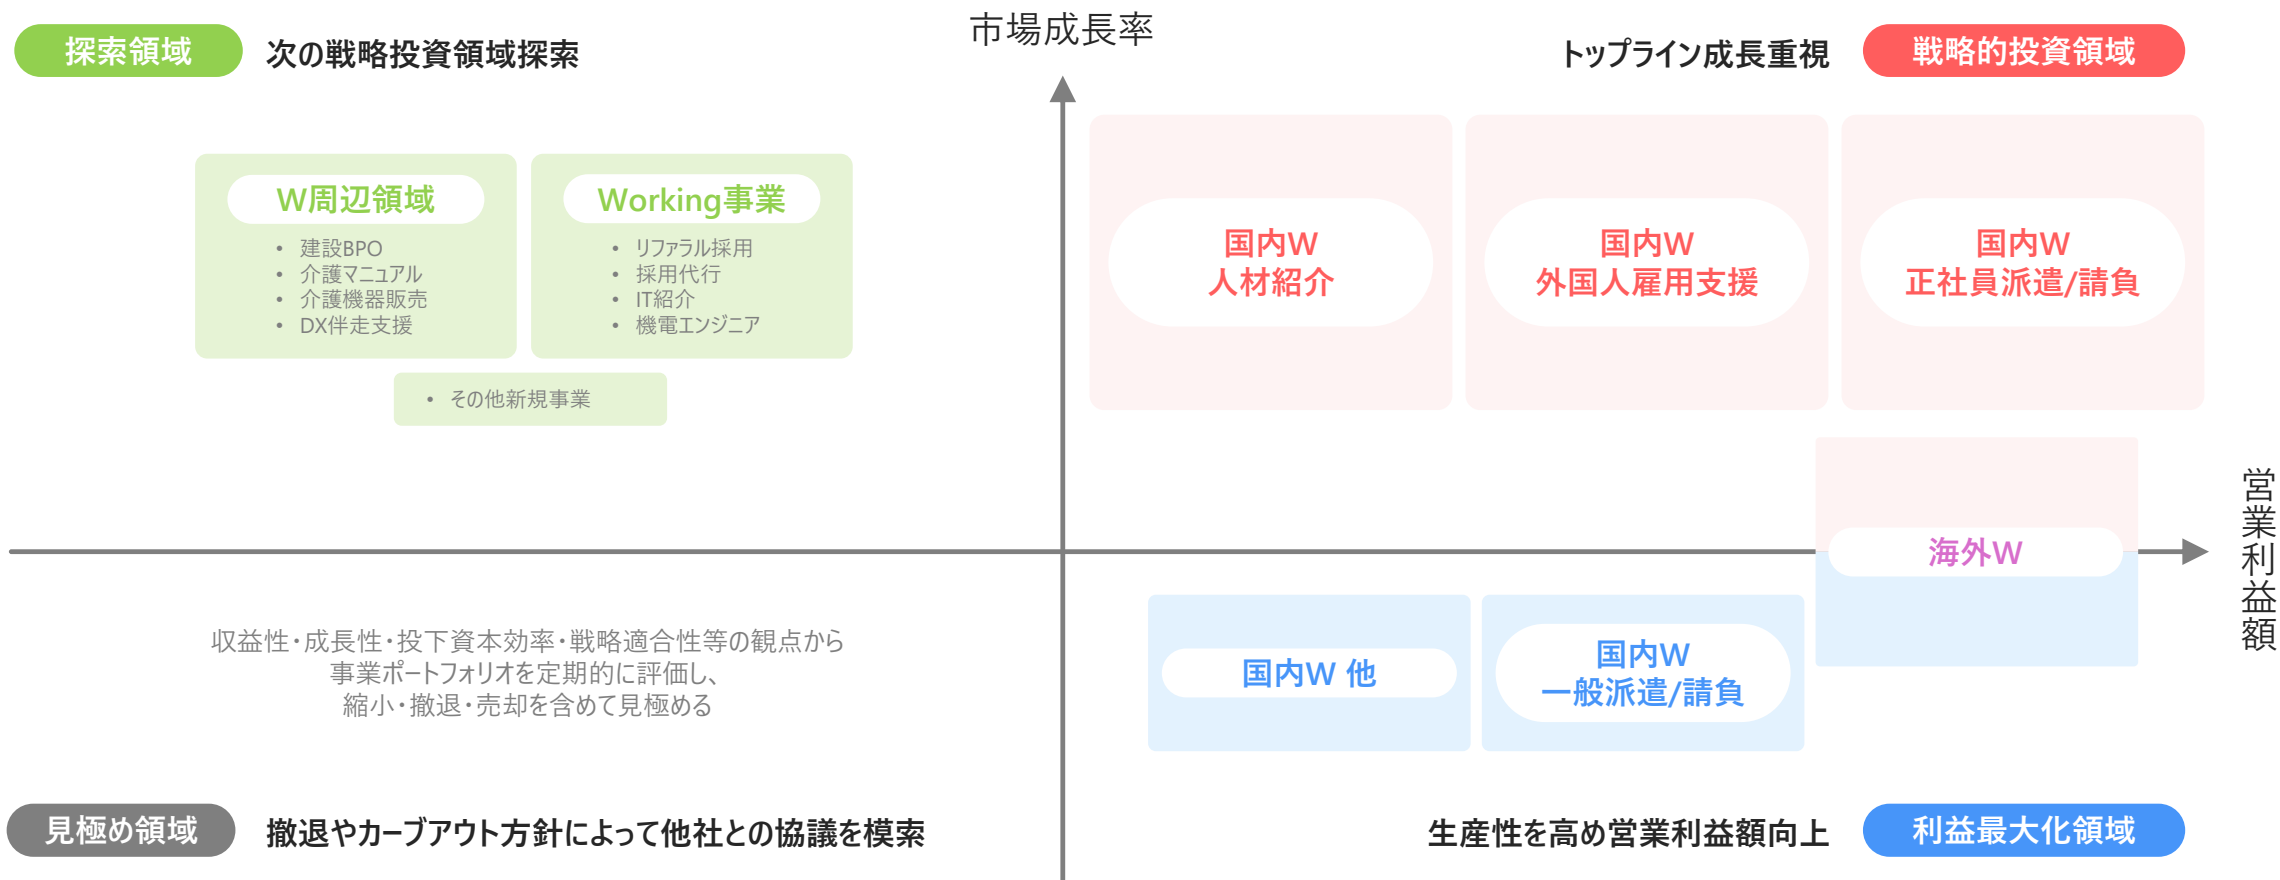 市場成長率
探索領域
次の戦略投資領域探索
トップライン成長重視
戦略的投資領域
W周辺領域
• 建設BPO
• 介護マニュアル
• 介護機器販売
• DX伴走支援
Working事業
• リファラル採用
• 採用代行
• IT紹介
• 機電エンジニア
• その他新規事業
国内W
人材紹介
国内W
外国人雇用支援
国内W
正社員派遣/請負
海外W
営業利益額
収益性・成長性・投下資本効率・戦略適合性等の観点から
事業ポートフォリオを定期的に評価し、
縮小・撤退・売却を含めて見極める
国内W 他
国内W
一般派遣/請負
見極め領域
撤退やカーブアウト方針によって他社との協議を模索
生産性を高め営業利益額向上
利益最大化領域